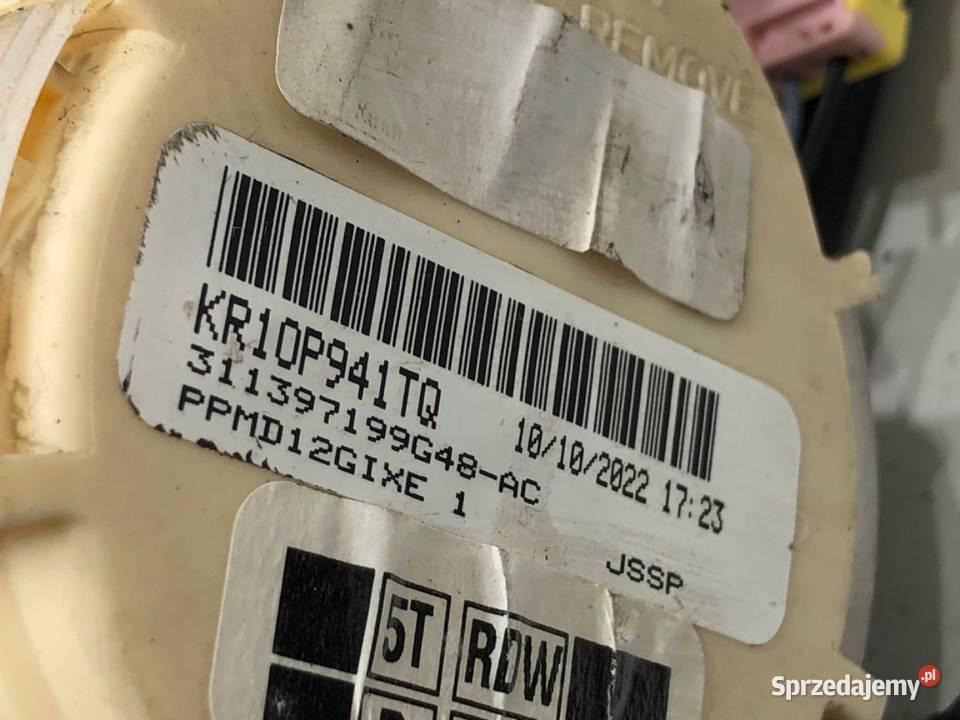 REMOVE
KR10P941TQ
311397199G48-AC
10/10/2022 17:23
PPMD12GIXE 1
JSSP
5T RDW
Sprzedajemy.pl